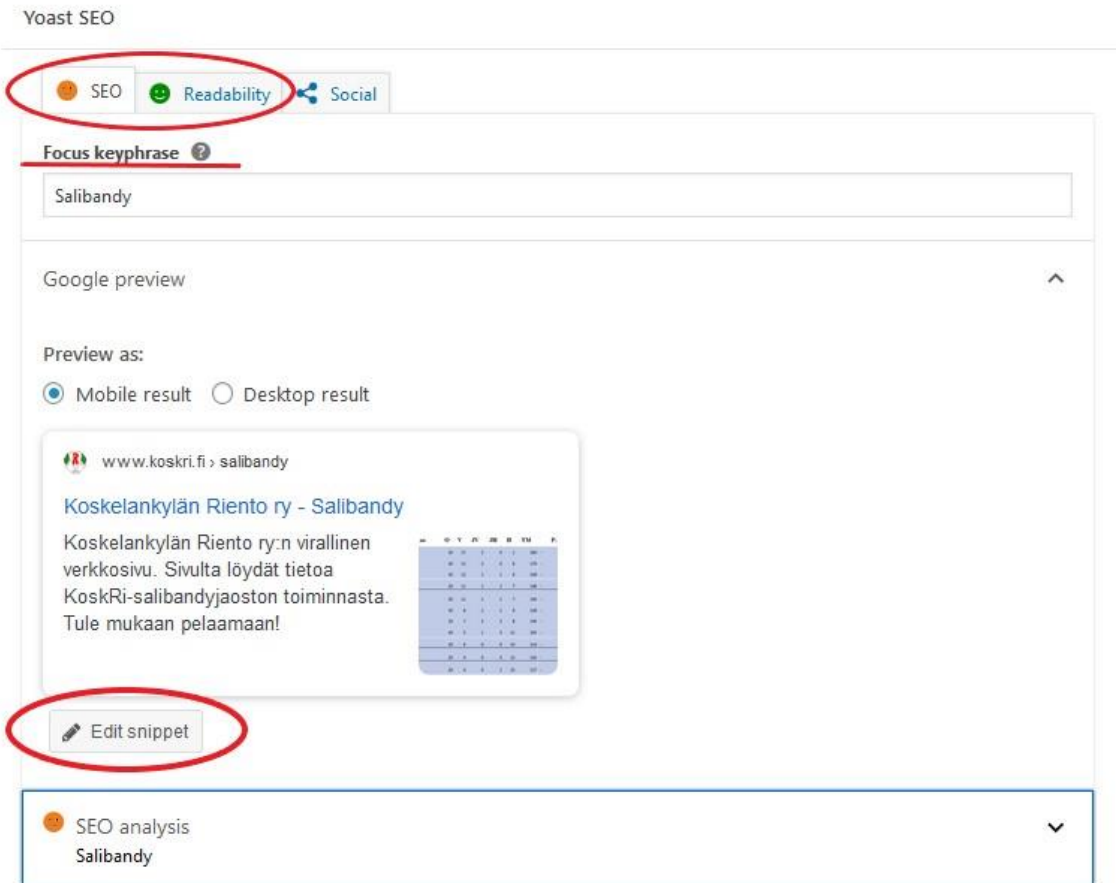 Yoast SEO
SEO
Readability
Social
Focus keyphrase
Salibandy
Google preview
Preview as:
Mobile result
Desktop result
www.koskri.fi › salibandy
Koskelankylän Riento ry - Salibandy
Koskelankylän Riento ry:n virallinen
verkkosivu. Sivulta löydät tietoa
KoskRi-salibandyjaoston toiminnasta.
Tule mukaan pelaamaan!
Edit snippet
SEO analysis
Salibandy